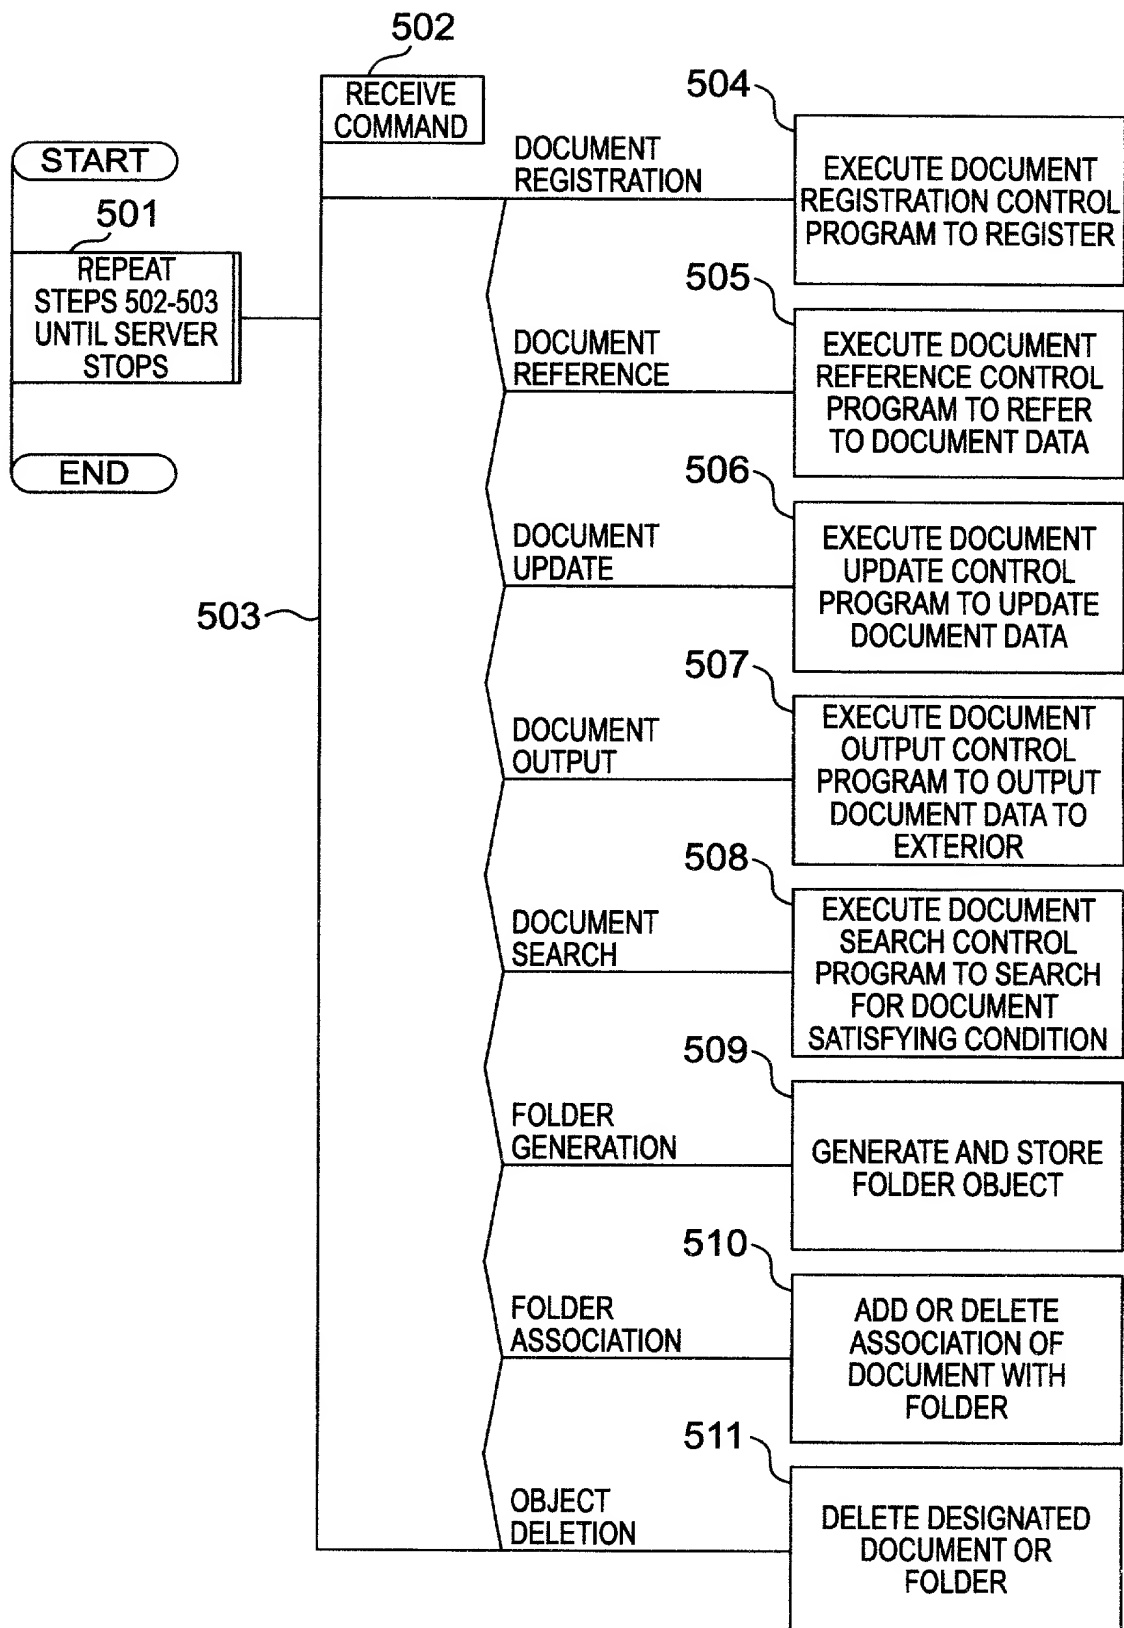 502
RECEIVE
COMMAND
START
501
REPEAT
STEPS 502-503
UNTIL SERVER
STOPS
END
503
DOCUMENT
REGISTRATION
504
EXECUTE DOCUMENT
REGISTRATION CONTROL
PROGRAM TO REGISTER
DOCUMENT
REFERENCE
505
EXECUTE DOCUMENT
REFERENCE CONTROL
PROGRAM TO REFER
TO DOCUMENT DATA
DOCUMENT
UPDATE
506
EXECUTE DOCUMENT
UPDATE CONTROL
PROGRAM TO UPDATE
DOCUMENT DATA
DOCUMENT
OUTPUT
507
EXECUTE DOCUMENT
OUTPUT CONTROL
PROGRAM TO OUTPUT
DOCUMENT DATA TO
EXTERIOR
DOCUMENT
SEARCH
508
EXECUTE DOCUMENT
SEARCH CONTROL
PROGRAM TO SEARCH
FOR DOCUMENT
SATISFYING CONDITION
FOLDER
GENERATION
509
GENERATE AND STORE
FOLDER OBJECT
FOLDER
ASSOCIATION
510
ADD OR DELETE
ASSOCIATION OF
DOCUMENT WITH
FOLDER
OBJECT
DELETION
511
DELETE DESIGNATED
DOCUMENT OR
FOLDER